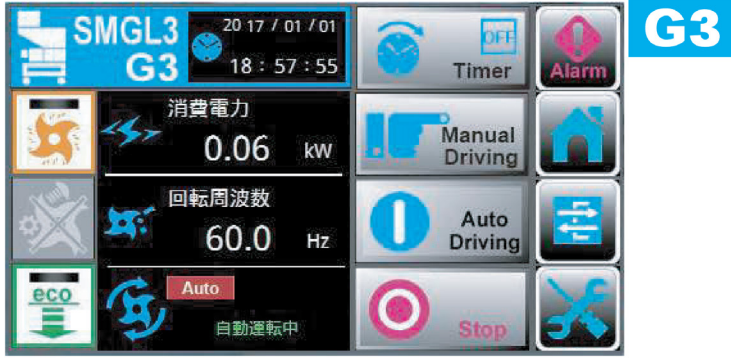 SMGL3
G3
20 17 / 01 / 01
18 : 57 : 55
OFF
Timer
Alarm
G3
消費電力
0.06 kW
Manual
Driving
回転周波数
60.0 Hz
Auto
Driving
eco
Auto
自動運転中
Stop